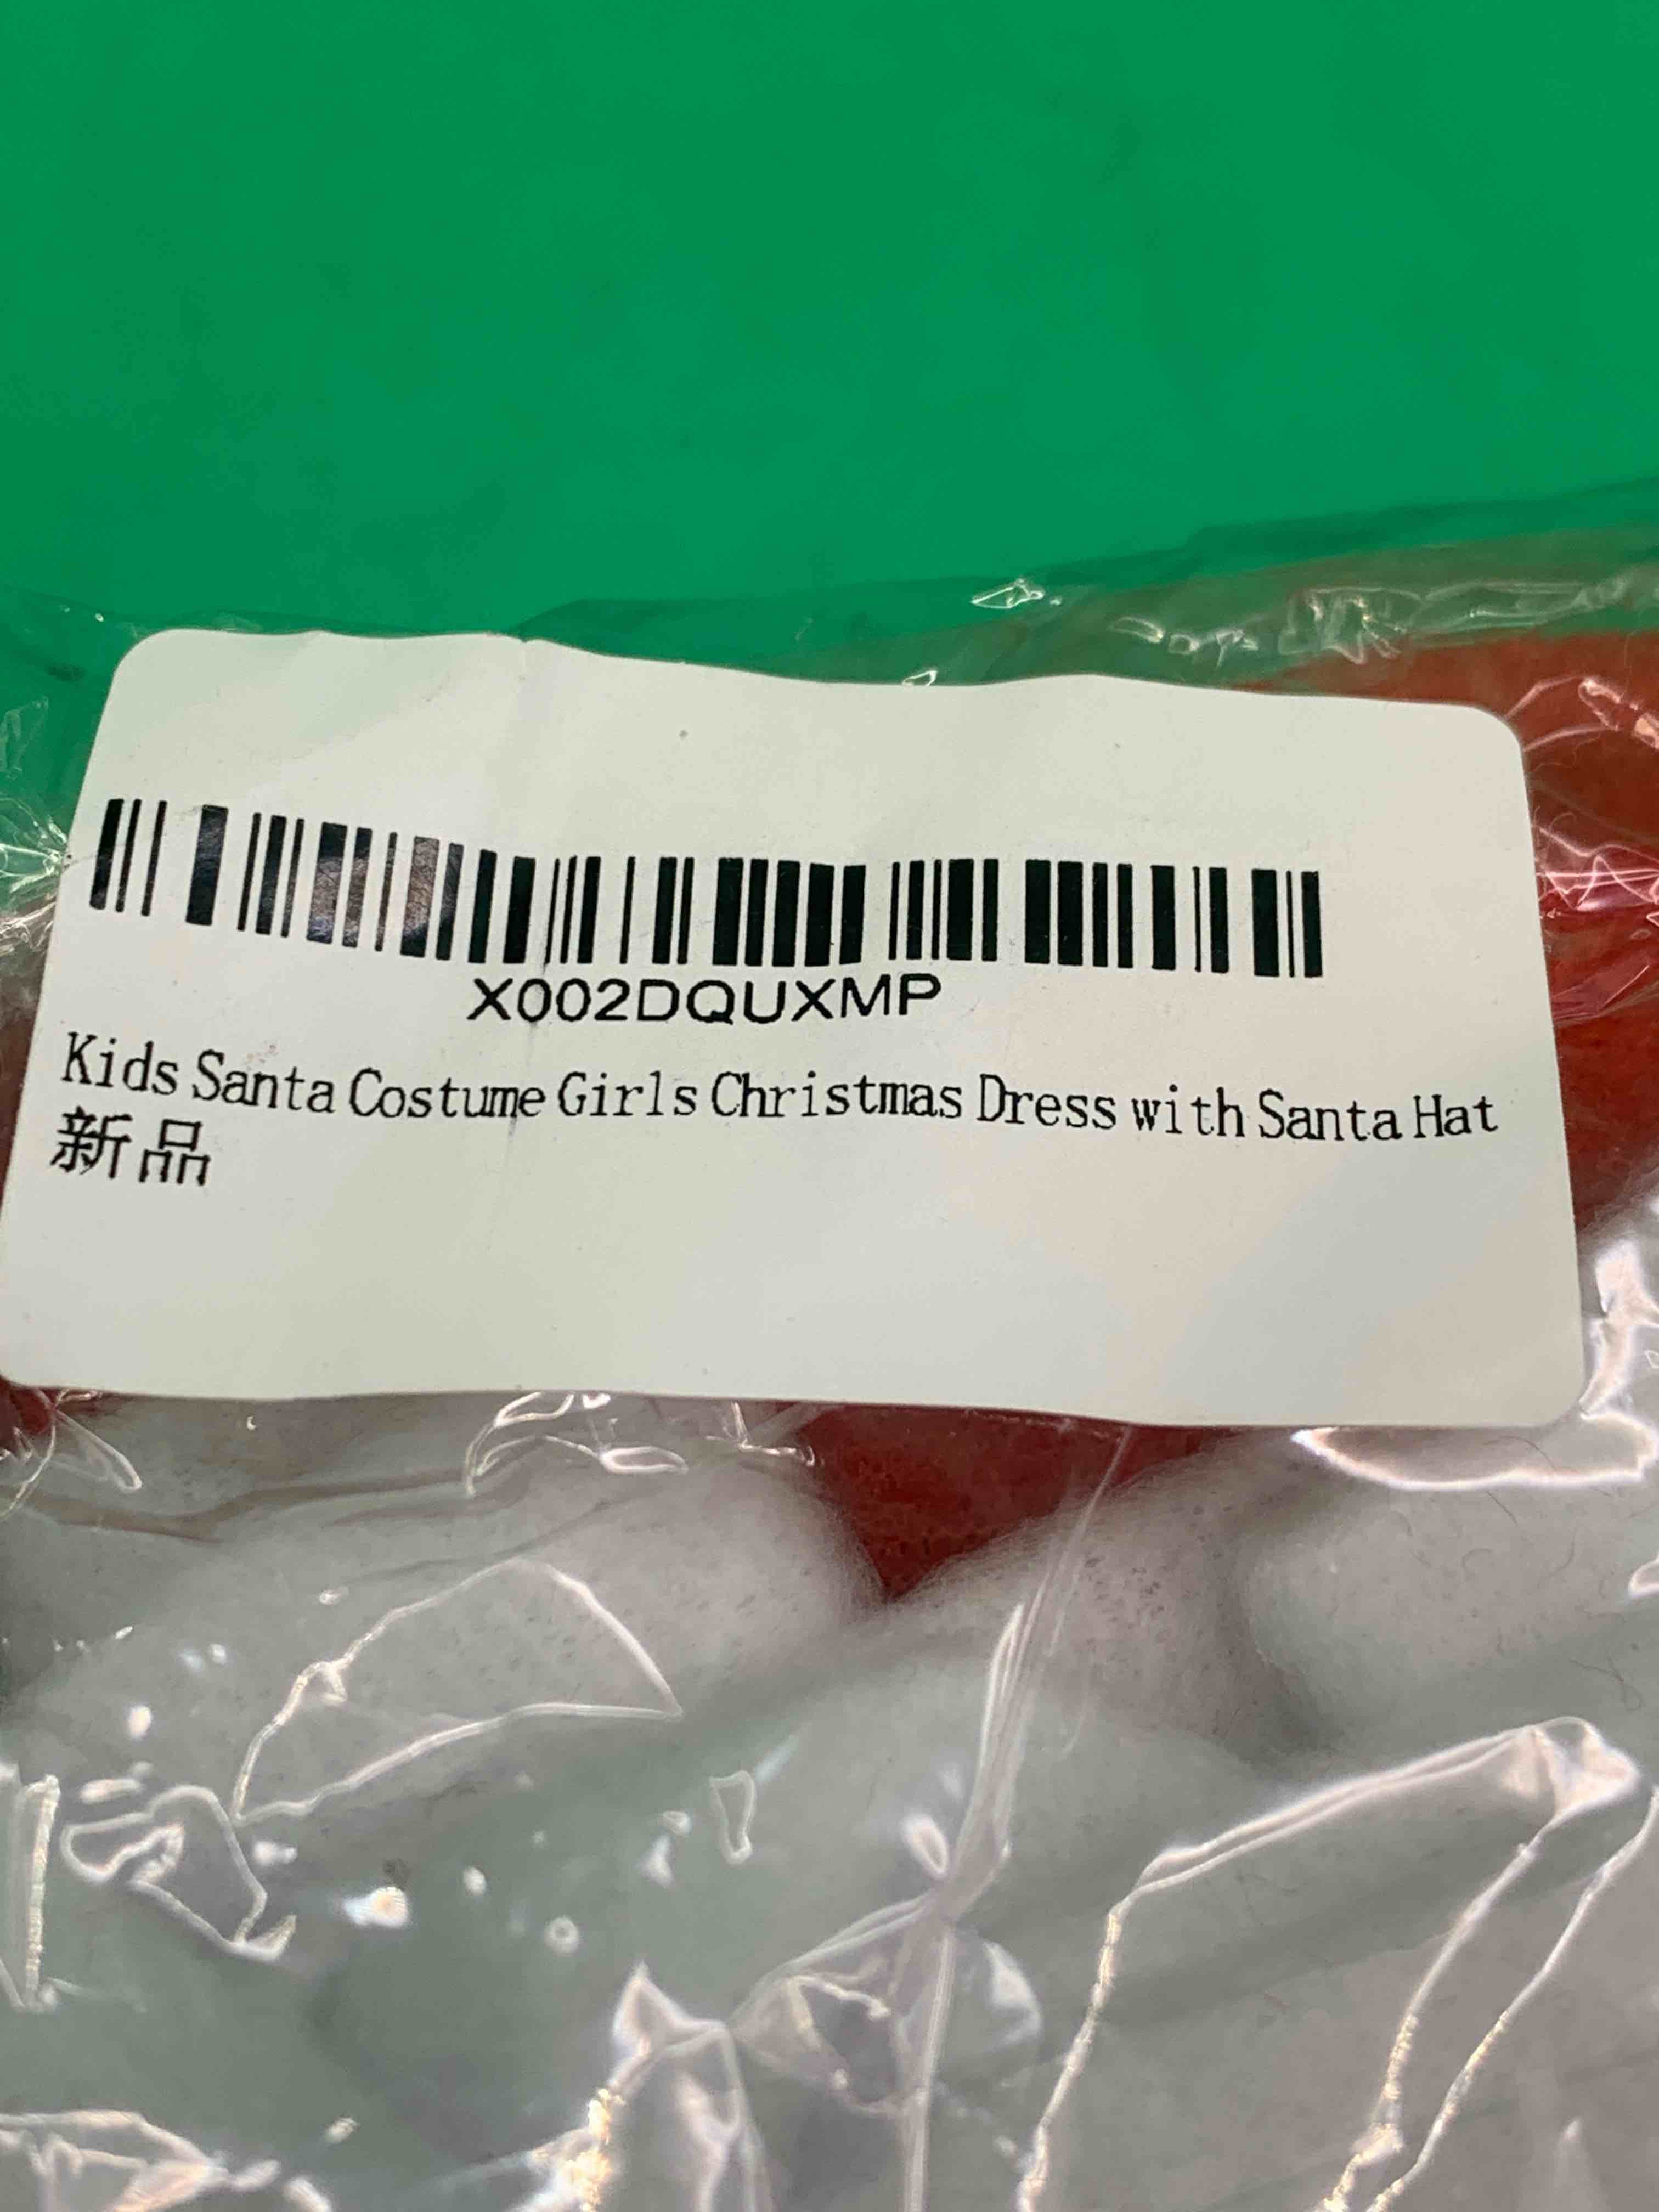 X002DQUXMP
Kids Santa Costume Girls Christmas Dress with Santa Hat
新品